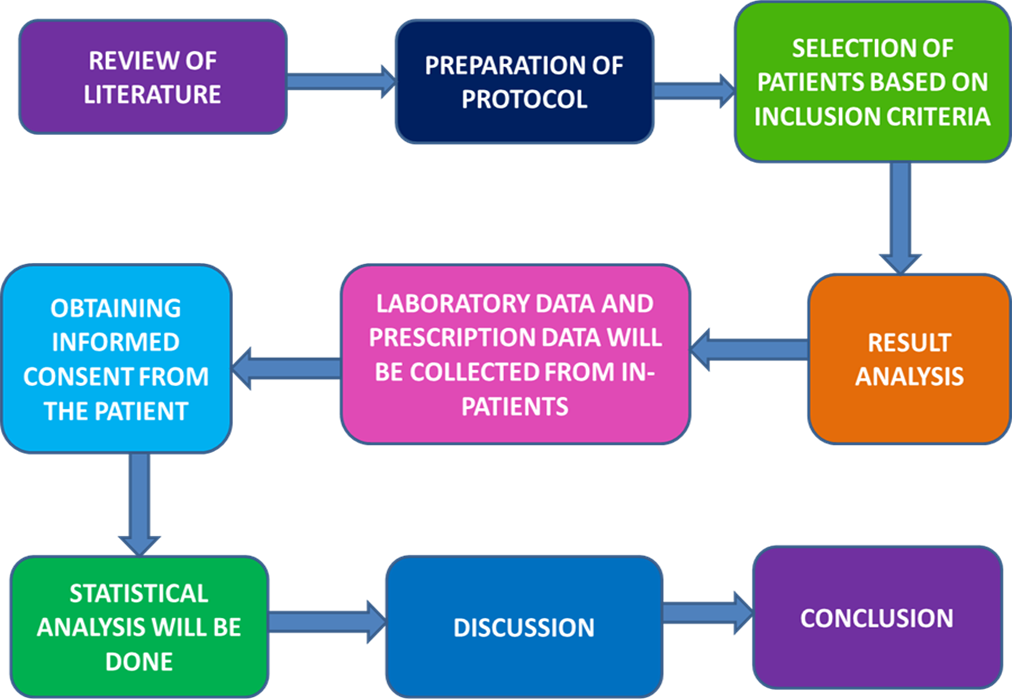 REVIEW OF
LITERATURE
PREPARATION OF
PROTOCOL
SELECTION OF
PATIENTS BASED ON
INCLUSION CRITERIA
RESULT
ANALYSIS
LABORATORY DATA AND
PRESCRIPTION DATA WILL
BE COLLECTED FROM IN-
PATIENTS
OBTAINING
INFORMED
CONSENT FROM
THE PATIENT
STATISTICAL
ANALYSIS WILL BE
DONE
DISCUSSION
CONCLUSION